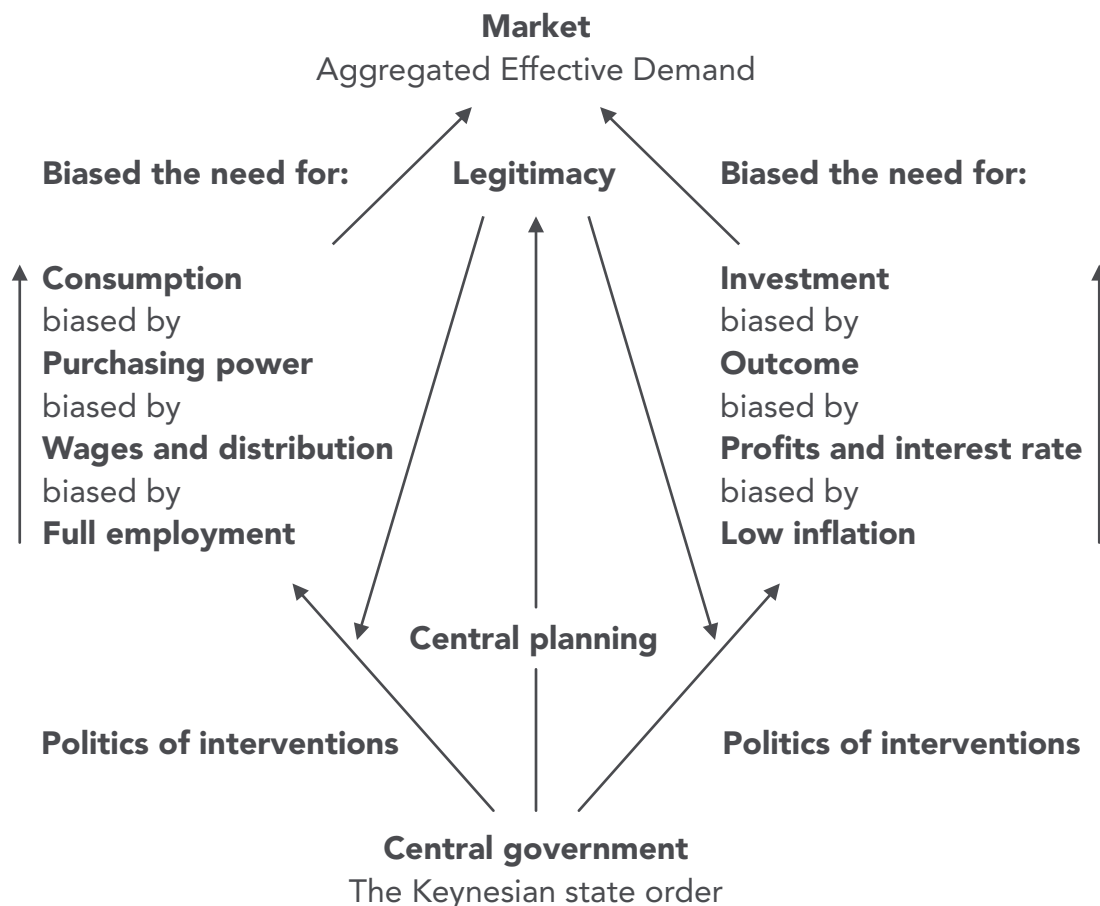 Market
Aggregated Effective Demand
Biased the need for:
Legitimacy
Biased the need for:
Consumption
biased by
Purchasing power
biased by
Wages and distribution
biased by
Full employment
Investment
biased by
Outcome
biased by
Profits and interest rate
biased by
Low inflation
Central planning
Politics of interventions
Politics of interventions
Central government
The Keynesian state order